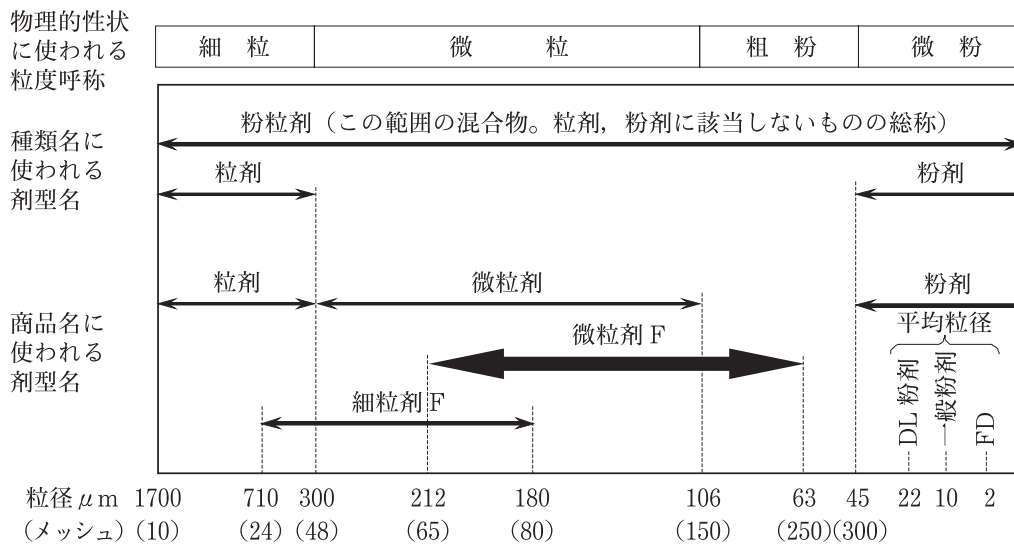 物理的性状
に使われる
粒度呼称
細 粒
微 粒
粗 粉
微 粉
種類名に
使われる
剤型名
粉粒剤（この範囲の混合物。粒剤，粉剤に該当しないものの総称）
粒剤
粉剤
商品名に
使われる
剤型名
粒剤
微粒剤
粉剤
平均粒径
微粒剤 F
細粒剤 F
DL 粉剤
一般粉剤
FD
粒径 μm 1700 710 300 212 180 106 63 45 22 10 2
(メッシュ) (10) (24) (48) (65) (80) (150) (250)(300)